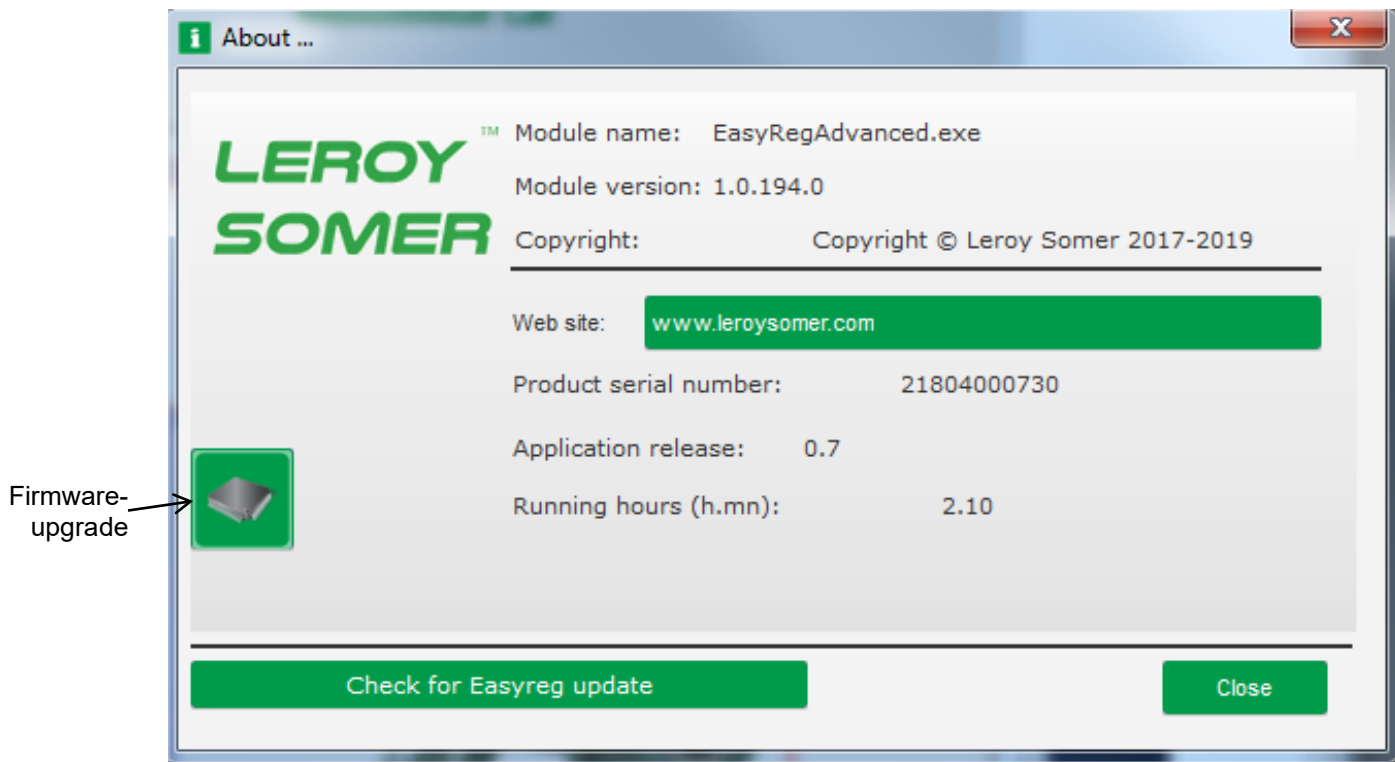 About ...
X
LEROY
SOMER
TM
Module name: EasyRegAdvanced.exe
Module version: 1.0.194.0
Copyright: Copyright © Leroy Somer 2017-2019
Web site: www.leroysomer.com
Product serial number: 21804000730
Application release: 0.7
Firmware-
upgrade
Running hours (h.mn): 2.10
Check for Easyreg update
Close